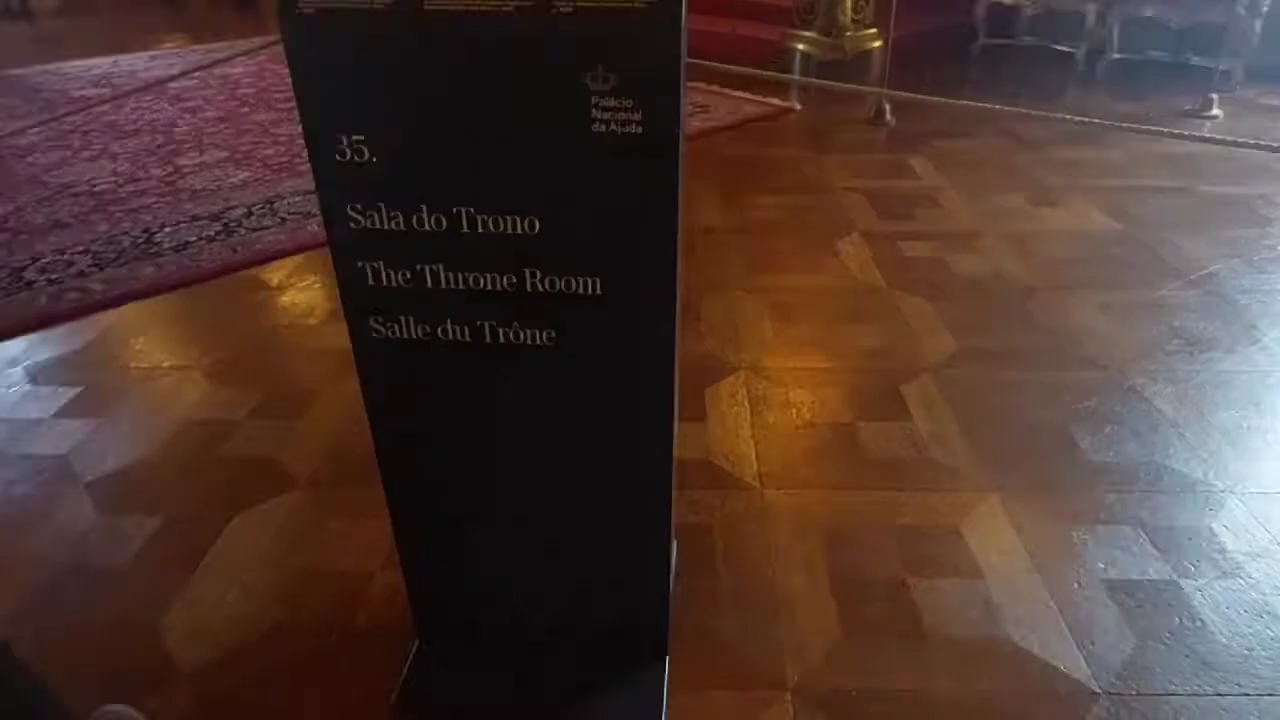 Palácio
Nacional
da Ajuda
35.
Sala do Trono
The Throne Room
Salle du Trône